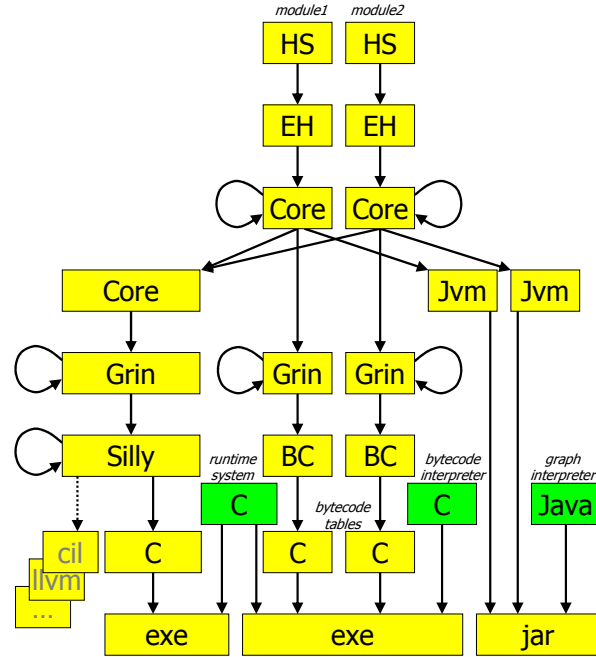 module1 module2
HS HS
EH EH
Core Core
Core Jvm Jvm
Grin Grin Grin
Silly BC BC
runtime
system
bytecode
interpreter
graph
interpreter
C C Java
bytecode
tables
cil
llvm
...
C C C
exe exe jar